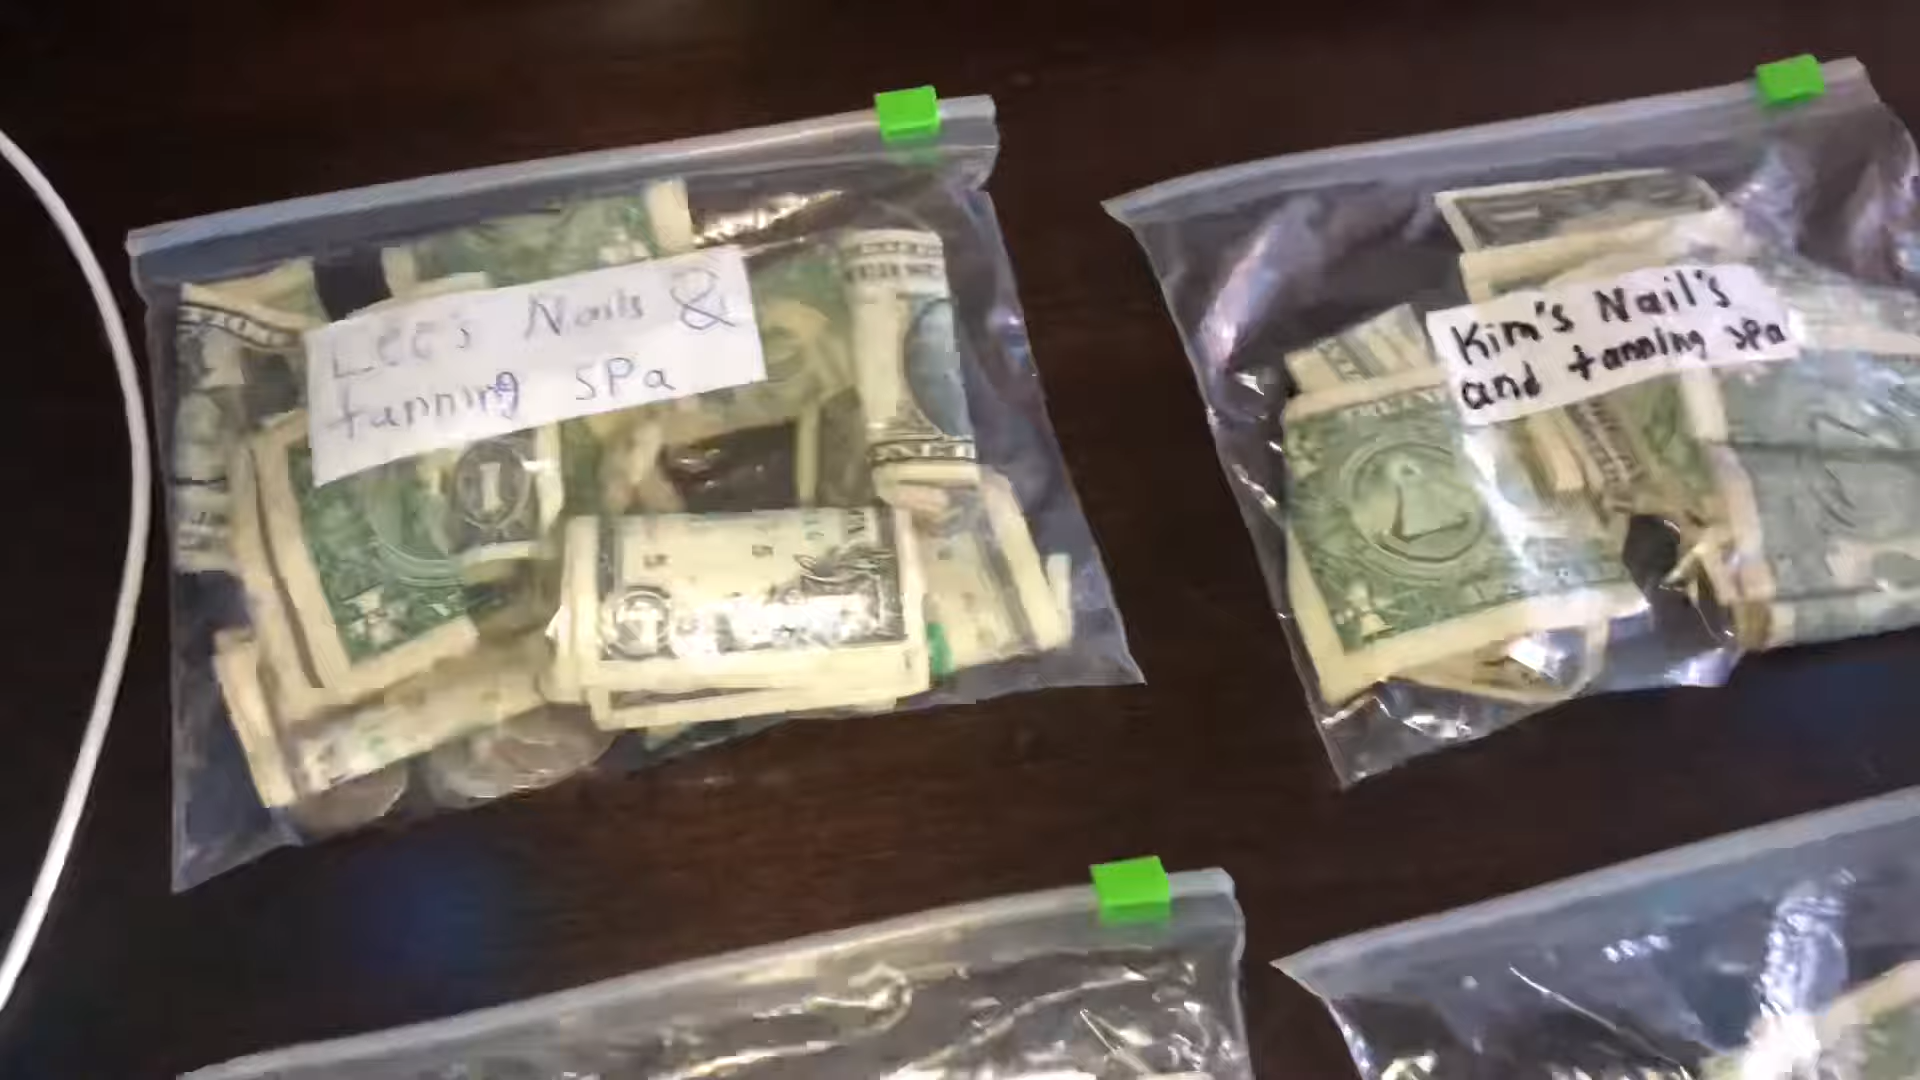 Lee's Nails &
tanning SPa
Kim's Nail's
and tanning sPa